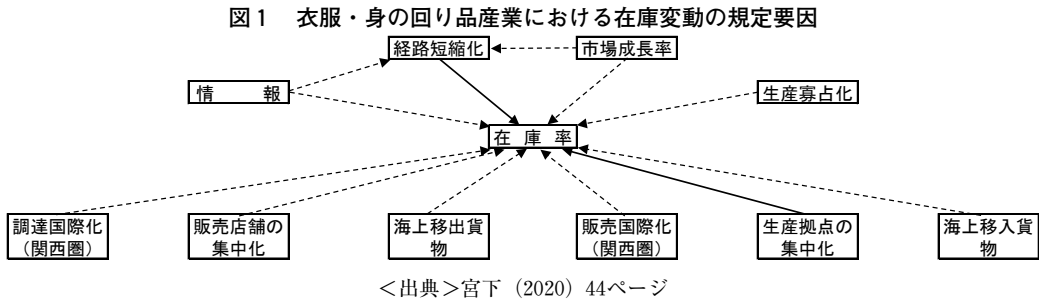 図１　衣服・身の回り品産業における在庫変動の規定要因
経路短縮化
市場成長率
情　　報
生産寡占化
在　庫　率
調達国際化
（関西圏）
販売店舗の
集中化
海上移出貨
物
販売国際化
（関西圏）
生産拠点の
集中化
海上移入貨
物
＜出典＞宮下（2020）44ページ